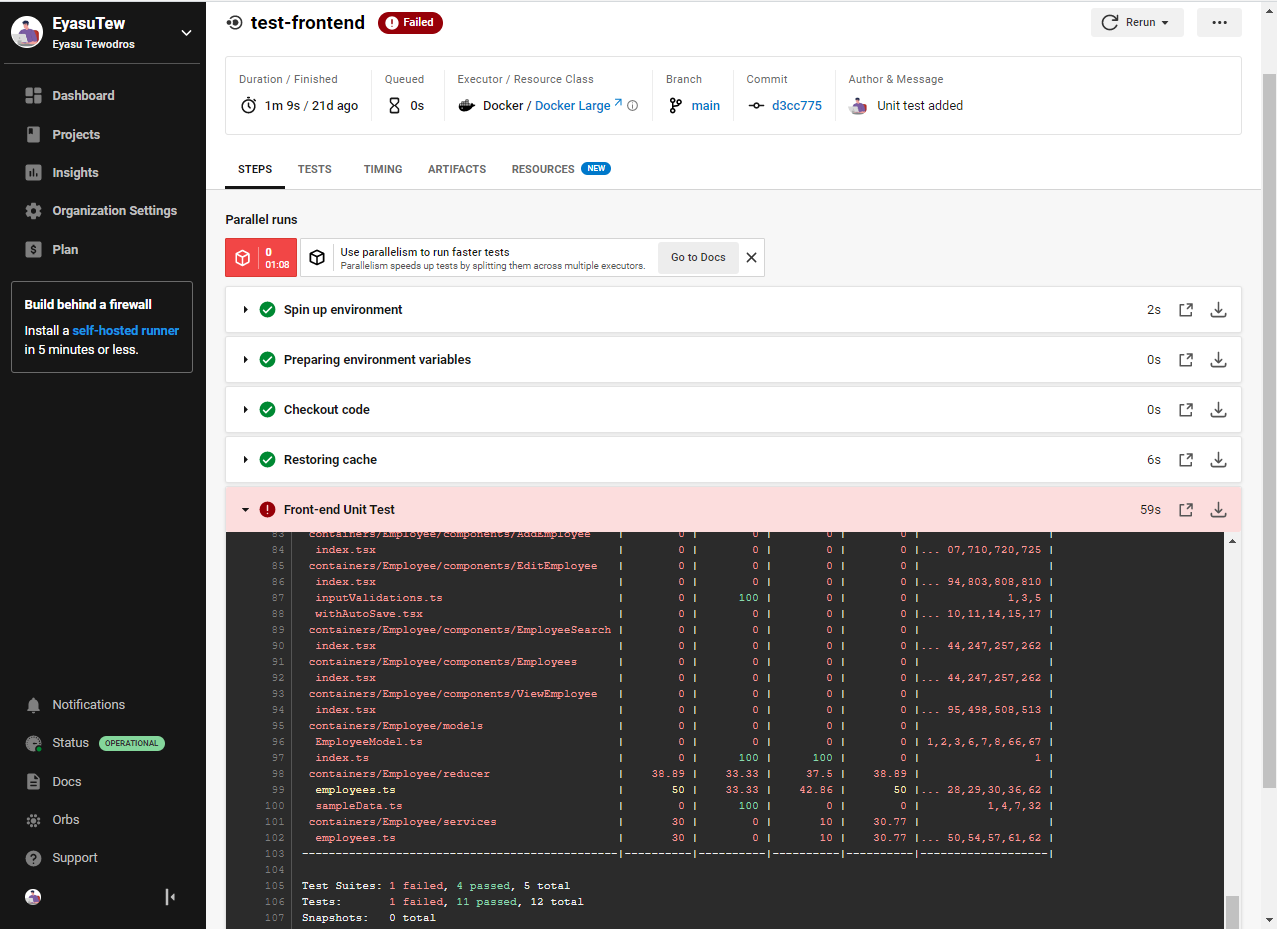 EyasuTew
Eyasu Tewodros
Dashboard
Projects
Insights
Organization Settings
Plan
Build behind a firewall
Install a self-hosted runner
in 5 minutes or less.
Notifications
Status OPERATIONAL
Docs
Orbs
Support
test-frontend Failed
Rerun
Duration / Finished
1m 9s / 21d ago
Queued
0s
Executor / Resource Class
Docker / Docker Large
Branch
main
Commit
d3cc775
Author & Message
Unit test added
STEPS TESTS TIMING ARTIFACTS RESOURCES NEW
Parallel runs
0
01:08
Use parallelism to run faster tests
Parallelism speeds up tests by splitting them across multiple executors.
Go to Docs
Spin up environment 2s
Preparing environment variables 0s
Checkout code 0s
Restoring cache 6s
Front-end Unit Test 59s
83 containers/Employee/components/AddEmployee | 0 | 0 | 0 | 0 | |
84 index.tsx | 0 | 0 | 0 | 0 |... 07,710,720,725 |
85 containers/Employee/components/EditEmployee | 0 | 0 | 0 | 0 | |
86 index.tsx | 0 | 0 | 0 | 0 |... 94,803,808,810 |
87 inputValidations.ts | 0 | 100 | 0 | 0 | 1,3,5 |
88 withAutoSave.tsx | 0 | 0 | 0 | 0 |... 10,11,14,15,17 |
89 containers/Employee/components/EmployeeSearch | 0 | 0 | 0 | 0 | |
90 index.tsx | 0 | 0 | 0 | 0 |... 44,247,257,262 |
91 containers/Employee/components/Employees | 0 | 0 | 0 | 0 | |
92 index.tsx | 0 | 0 | 0 | 0 |... 44,247,257,262 |
93 containers/Employee/components/ViewEmployee | 0 | 0 | 0 | 0 | |
94 index.tsx | 0 | 0 | 0 | 0 |... 95,498,508,513 |
95 containers/Employee/models | 0 | 0 | 0 | 0 | |
96 EmployeeModel.ts | 0 | 0 | 0 | 0 | 1,2,3,6,7,8,66,67 |
97 index.ts | 0 | 100 | 100 | 0 | 1 |
98 containers/Employee/reducer | 38.89 | 33.33 | 37.5 | 38.89 | |
99 employees.ts | 50 | 33.33 | 42.86 | 50 |... 28,29,30,36,62 |
100 sampleData.ts | 0 | 100 | 0 | 0 | 1,4,7,32 |
101 containers/Employee/services | 30 | 0 | 10 | 30.77 | |
102 employees.ts | 30 | 0 | 10 | 30.77 |... 50,54,57,61,62 |
103 -----------------------------------------------|----------|----------|----------|----------|-------------------|
104
105 Test Suites: 1 failed, 4 passed, 5 total
106 Tests: 1 failed, 11 passed, 12 total
107 Snapshots: 0 total